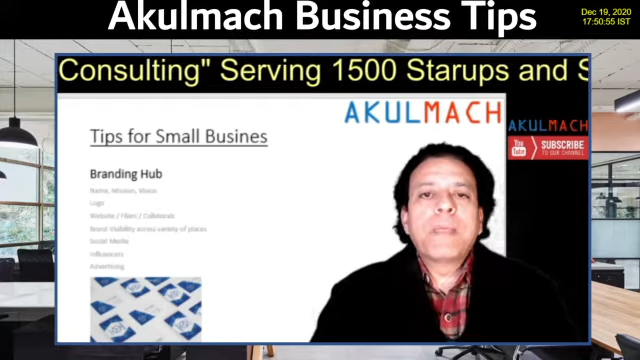 Akulmach Business Tips
Dec 19, 2020
17:50:55 IST
Consulting" Serving 1500 Starups and S
AKULMACH
AKULMACH
You Tube SUBSCRIBE
TO OUR CHANNEL
Tips for Small Busines
Branding Hub
Name, Mission, Vision
Logo
Website / Fliers / Collaterals
Brand Visibility across variety of places
Social Media
Influencers
Advertising